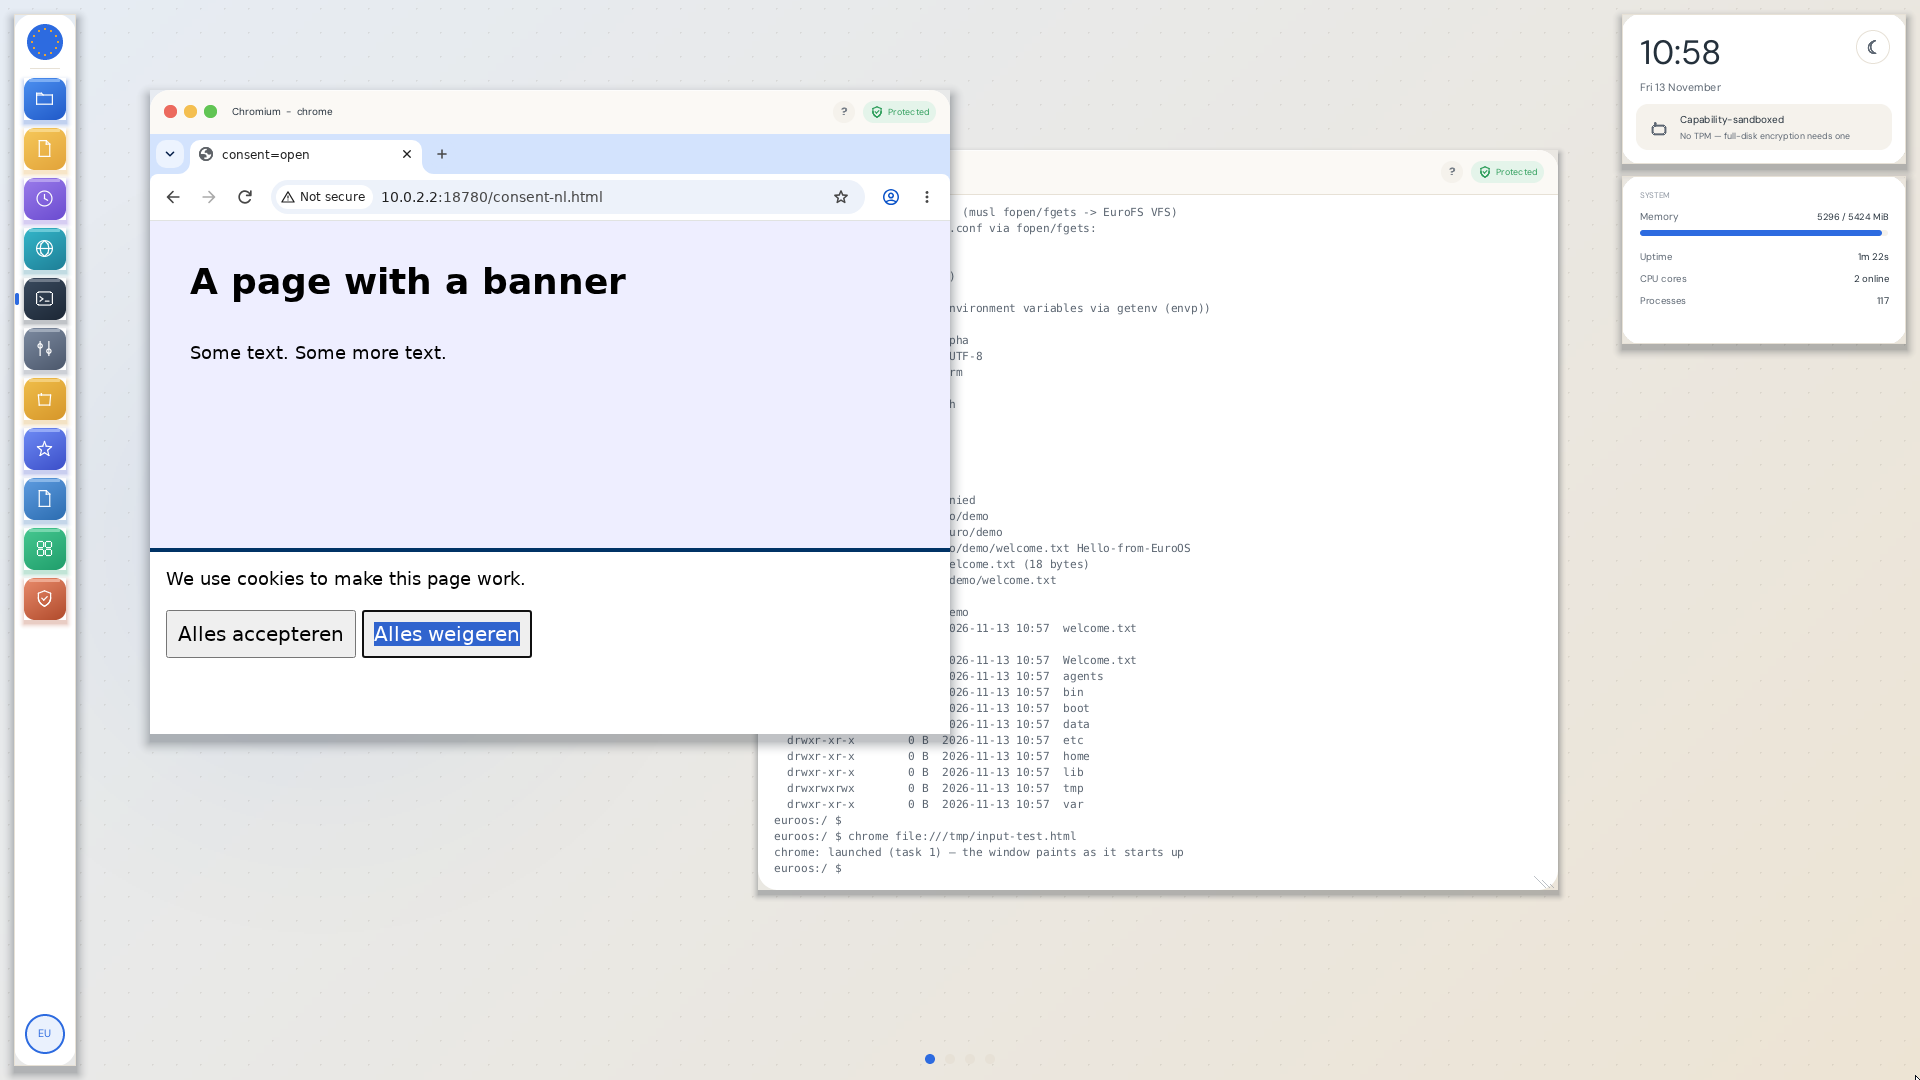 Chromium - chrome
? Protected
consent=open
Not secure 10.0.2.2:18780/consent-nl.html
A page with a banner
Some text. Some more text.
We use cookies to make this page work.
Alles accepteren Alles weigeren
? Protected
(musl fopen/fgets -> EuroFS VFS)
.conf via fopen/fgets:
)
nvironment variables via getenv (envp))
pha
UTF-8
rm
h
nied
o/demo
uro/demo
o/demo/welcome.txt Hello-from-EuroOS
elcome.txt (18 bytes)
demo/welcome.txt
emo
026-11-13 10:57 welcome.txt
026-11-13 10:57 Welcome.txt
026-11-13 10:57 agents
026-11-13 10:57 bin
026-11-13 10:57 boot
026-11-13 10:57 data
drwxr-xr-x 0 B 2026-11-13 10:57 etc
drwxr-xr-x 0 B 2026-11-13 10:57 home
drwxr-xr-x 0 B 2026-11-13 10:57 lib
drwxrwxrwx 0 B 2026-11-13 10:57 tmp
drwxr-xr-x 0 B 2026-11-13 10:57 var
euroos:/ $
euroos:/ $ chrome file:///tmp/input-test.html
chrome: launched (task 1) — the window paints as it starts up
euroos:/ $
10:58
Fri 13 November
Capability-sandboxed
No TPM — full-disk encryption needs one
SYSTEM
Memory 5296 / 5424 MiB
Uptime 1m 22s
CPU cores 2 online
Processes 117
EU